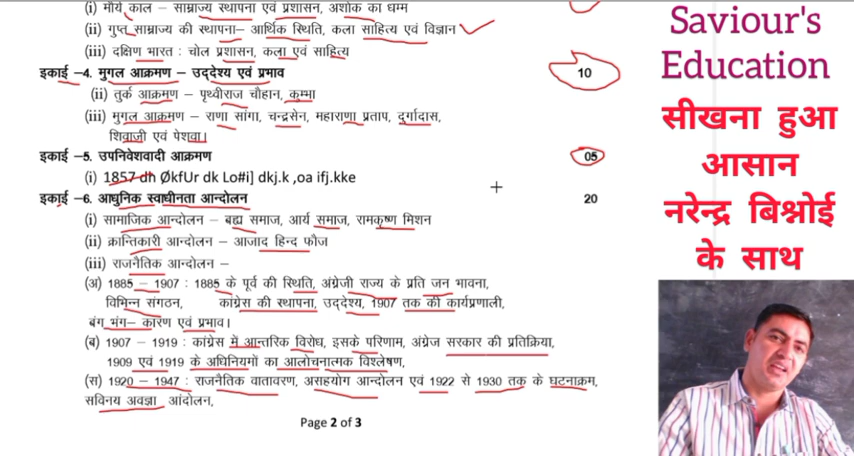 (i) मौर्य काल – साम्राज्य स्थापना एवं प्रशासन, अशोक का धम्म
(ii) गुप्त साम्राज्य की स्थापना– आर्थिक स्थिति, कला साहित्य एवं विज्ञान
(iii) दक्षिण भारत : चोल प्रशासन, कला एवं साहित्य
इकाई –4. मुगल आक्रमण – उद्देश्य एवं प्रभाव 10
(ii) तुर्क आक्रमण – पृथ्वीराज चौहान, कुम्भा
(iii) मुगल आक्रमण – राणा सांगा, चन्द्रसेन, महाराणा प्रताप, दुर्गादास,
शिवाजी एवं पेशवा।
इकाई –5. उपनिवेशवादी आक्रमण 05
(i) 1857 dh ØkfUr dk Lo#i] dkj.k ,oa ifj.kke
इकाई –6. आधुनिक स्वाधीनता आन्दोलन 20
(i) सामाजिक आन्दोलन – ब्रह्म समाज, आर्य समाज, रामकृष्ण मिशन
(ii) क्रान्तिकारी आन्दोलन – आजाद हिन्द फौज
(iii) राजनैतिक आन्दोलन –
(अ) 1885 – 1907 : 1885 के पूर्व की स्थिति, अंग्रेजी राज्य के प्रति जन भावना,
विभिन्न संगठन, कांग्रेस की स्थापना, उद्देश्य, 1907 तक की कार्यप्रणाली,
बंग भंग– कारण एवं प्रभाव।
(ब) 1907 – 1919 : कांग्रेस में आन्तरिक विरोध, इसके परिणाम, अंग्रेज सरकार की प्रतिक्रिया,
1909 एवं 1919 के अधिनियमों का आलोचनात्मक विश्लेषण,
(स) 1920 – 1947 : राजनैतिक वातावरण, असहयोग आन्दोलन एवं 1922 से 1930 तक के घटनाक्रम,
सविनय अवज्ञा आंदोलन,
Page 2 of 3
Saviour's
Education
सीखना हुआ
आसान
नरेन्द्र बिश्नोई
के साथ